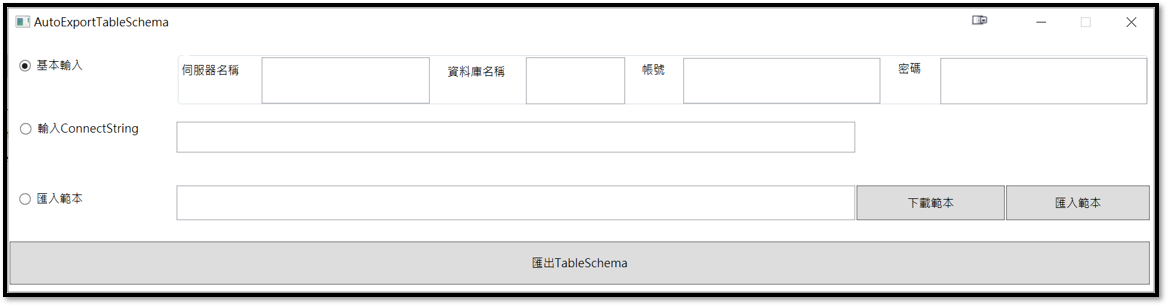 AutoExportTableSchema
基本輸入 伺服器名稱 資料庫名稱 帳號 密碼
輸入ConnectString
匯入範本 下載範本 匯入範本
匯出TableSchema